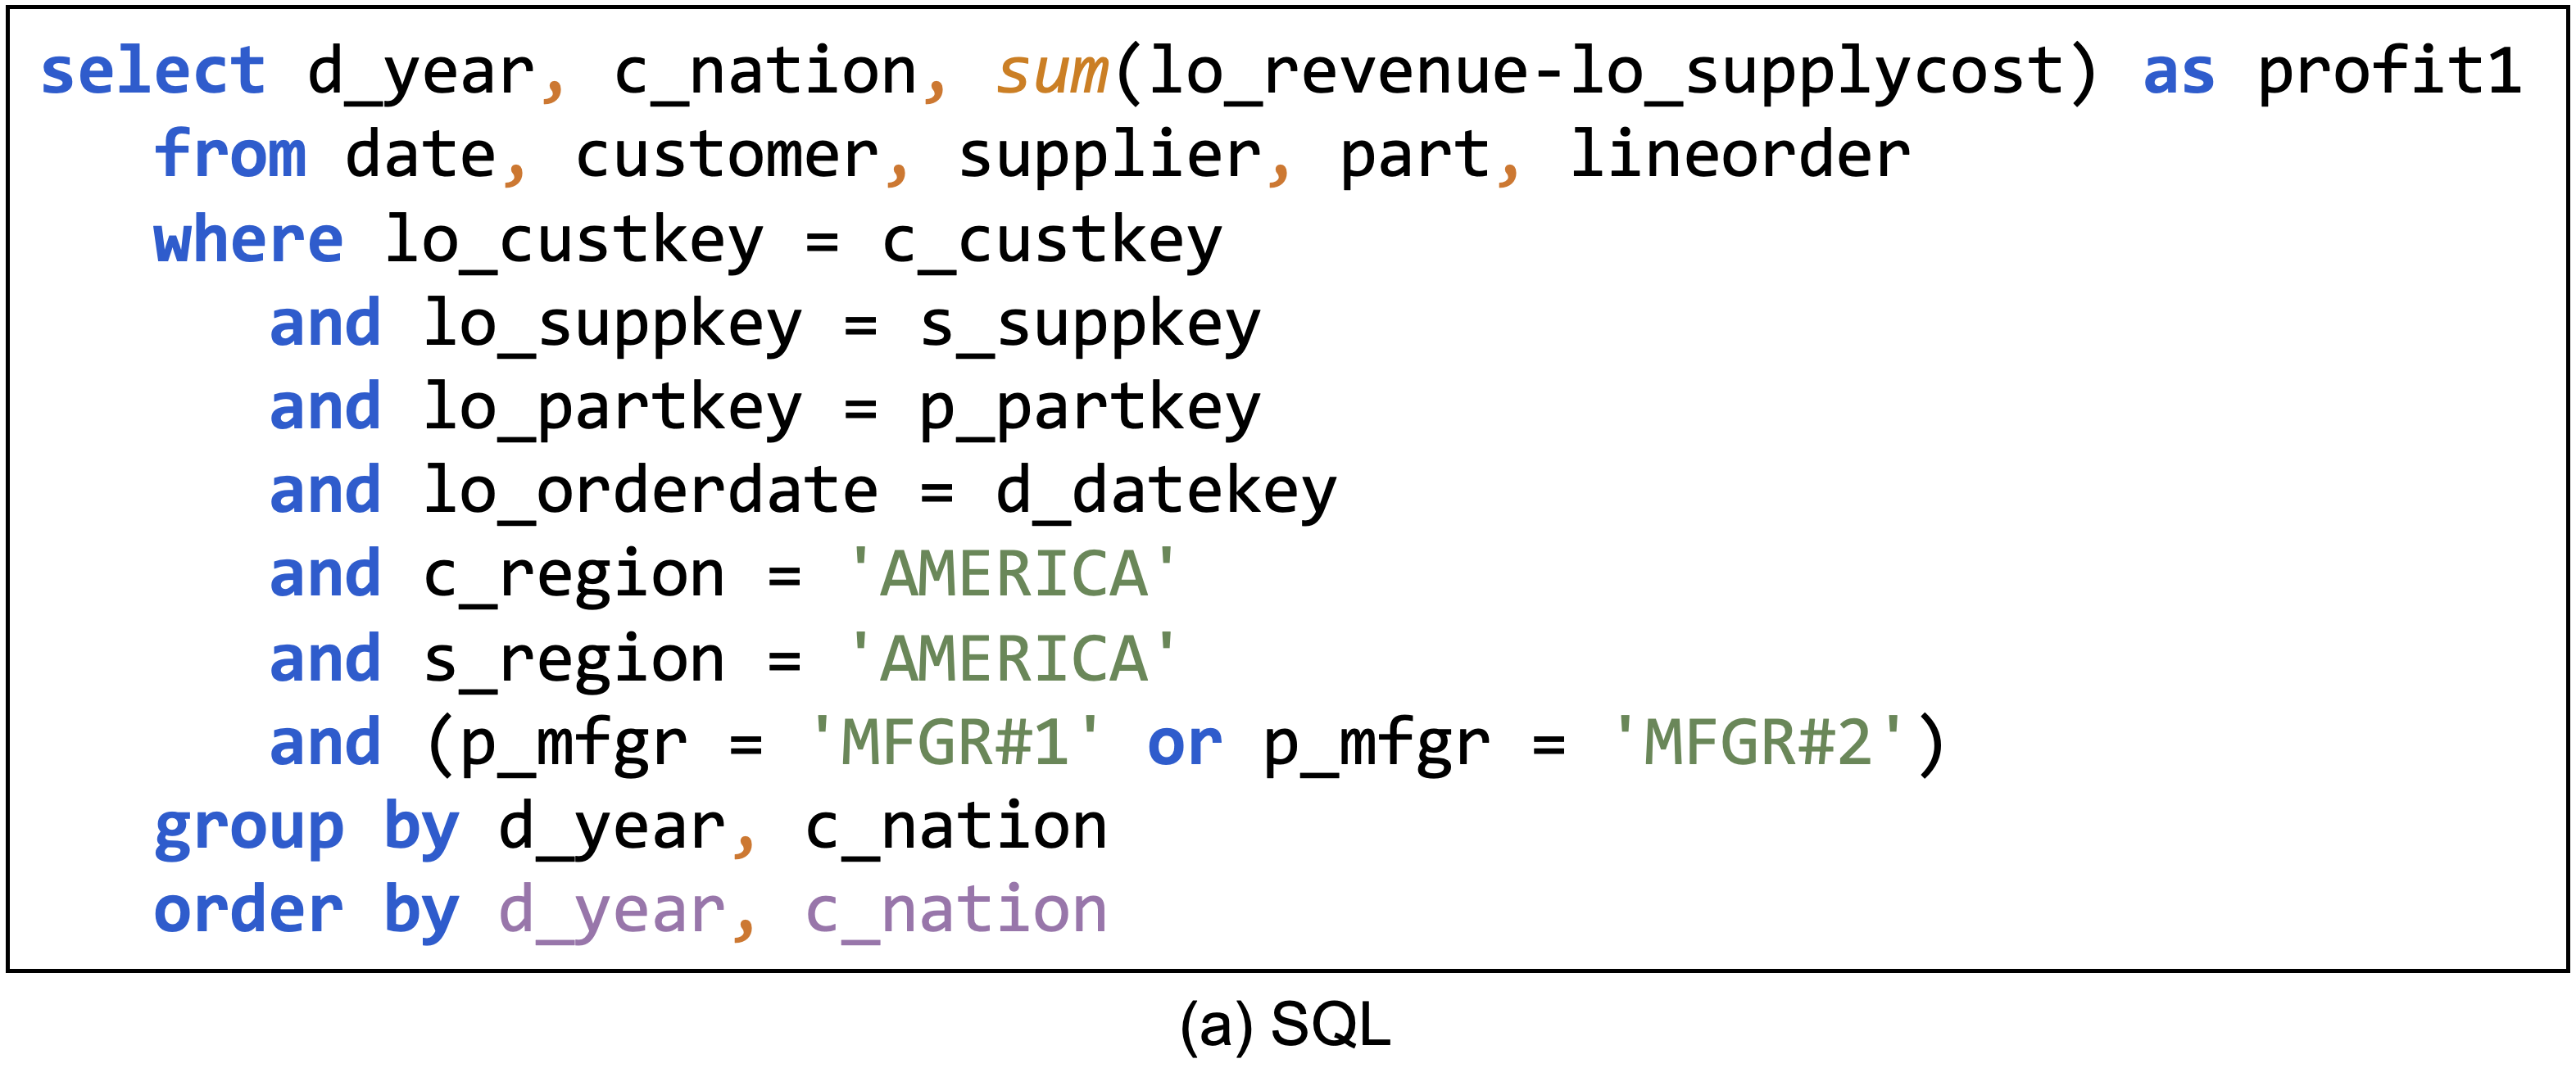 select d_year, c_nation, sum(lo_revenue-lo_supplycost) as profit1
from date, customer, supplier, part, lineorder
where lo_custkey = c_custkey
and lo_suppkey = s_suppkey
and lo_partkey = p_partkey
and lo_orderdate = d_datekey
and c_region = 'AMERICA'
and s_region = 'AMERICA'
and (p_mfgr = 'MFGR#1' or p_mfgr = 'MFGR#2')
group by d_year, c_nation
order by d_year, c_nation
(a) SQL